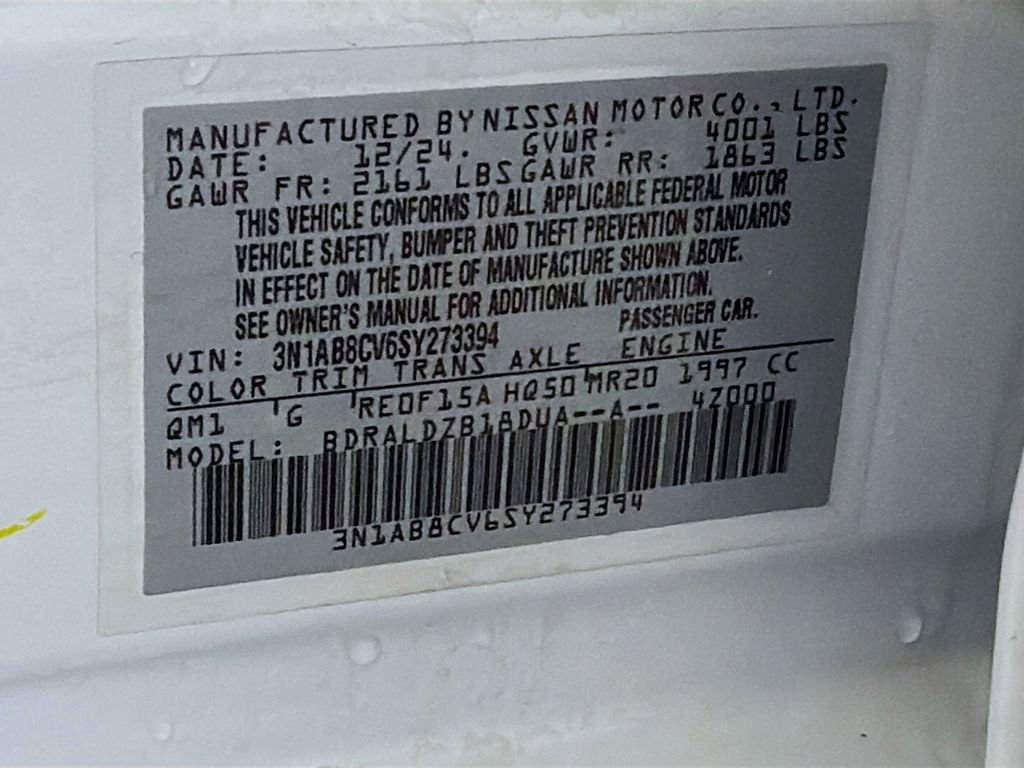 MANUFACTURED BY NISSAN MOTOR CO., LTD.
DATE: 12/24. GVWR: 4001 LBS
GAWR FR: 2161 LBS GAWR RR: 1863 LBS
THIS VEHICLE CONFORMS TO ALL APPLICABLE FEDERAL MOTOR
VEHICLE SAFETY, BUMPER AND THEFT PREVENTION STANDARDS
IN EFFECT ON THE DATE OF MANUFACTURE SHOWN ABOVE.
SEE OWNER'S MANUAL FOR ADDITIONAL INFORMATION.
VIN: 3N1AB8CV6SY273394 PASSENGER CAR.
COLOR TRIM TRANS AXLE ENGINE
QM1 G RE0F15A HQ50 MR20 1997 CC
MODEL: BDRALDZB18DUA--A-- 47000
3N1AB8CV6SY273394